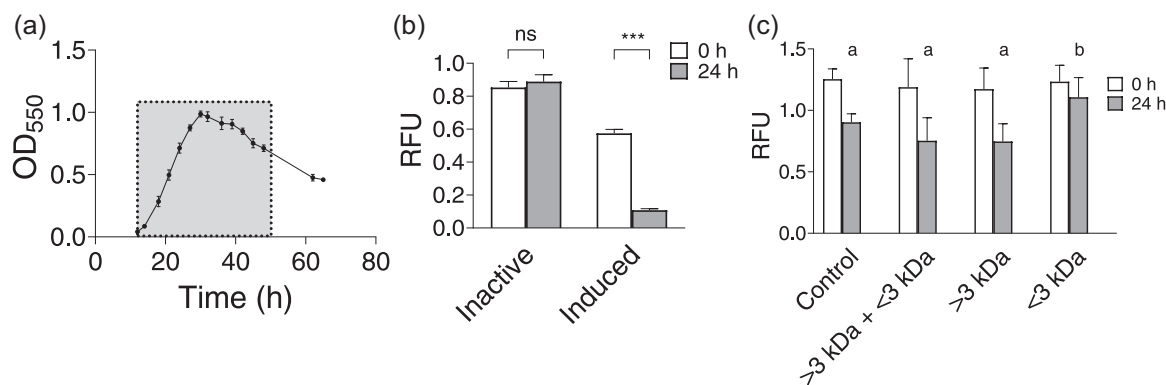 (a)
1.5
1.0
0.5
0.0
OD550
0
20
40
60
80
Time (h)
(b)
ns
***
0 h
24 h
1.0
0.8
0.6
0.4
0.2
0.0
RFU
Inactive
Induced
(c)
a
a
a
b
0 h
24 h
1.5
1.0
0.5
0.0
RFU
Control
>3 kDa + <3 kDa
>3 kDa
<3 kDa